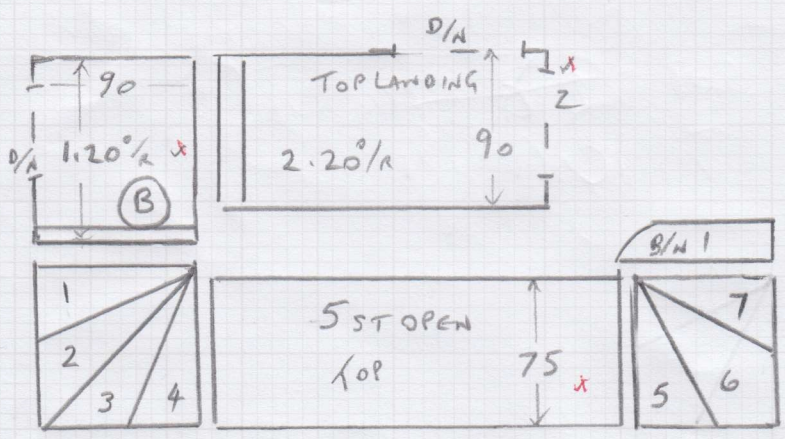 D/N
TOP LANDING
90
2
2.20%R
90
D/N
1.20%R
B
B/N 1
1
2
3
4
5 ST OPEN
TOP
75
5
6
7